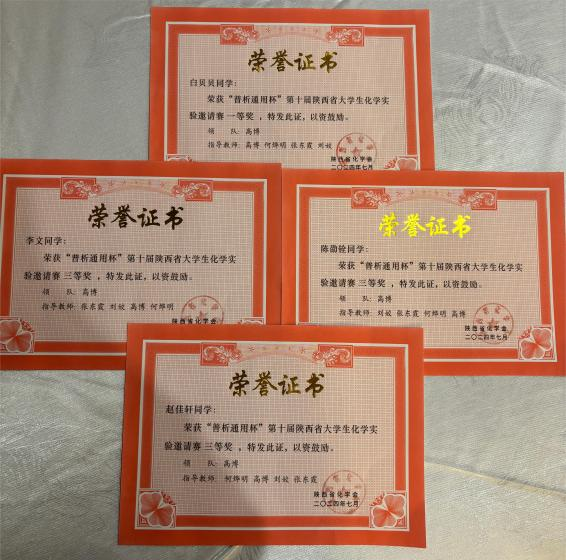 荣誉证书
白贝贝同学：
荣获“普析通用杯”第十届陕西省大学生化学实
验邀请赛 一等奖 ，特发此证，以资鼓励。
领 队：高博
指导教师：高博 何烨明 张东霞 刘姣
陕西省化学会
二〇二四年七月
荣誉证书
李文同学：
荣获“普析通用杯”第十届陕西省大学生化学实
验邀请赛 三等奖 ，特发此证，以资鼓励。
领 队：高博
指导教师：张东霞 刘姣 高博 何烨明
陕西省化学会
荣誉证书
陈劭铨同学：
荣获“普析通用杯”第十届陕西省大学生化学实
验邀请赛 三等奖 ，特发此证，以资鼓励。
领 队：高博
指导教师：刘姣 张东霞 何烨明 高博
陕西省化学会
二〇二四年七月
荣誉证书
赵佳轩同学：
荣获“普析通用杯”第十届陕西省大学生化学实
验邀请赛 三等奖 ，特发此证，以资鼓励。
领 队：高博
指导教师：何烨明 高博 刘姣 张东霞
陕西省化学会
二〇二四年七月